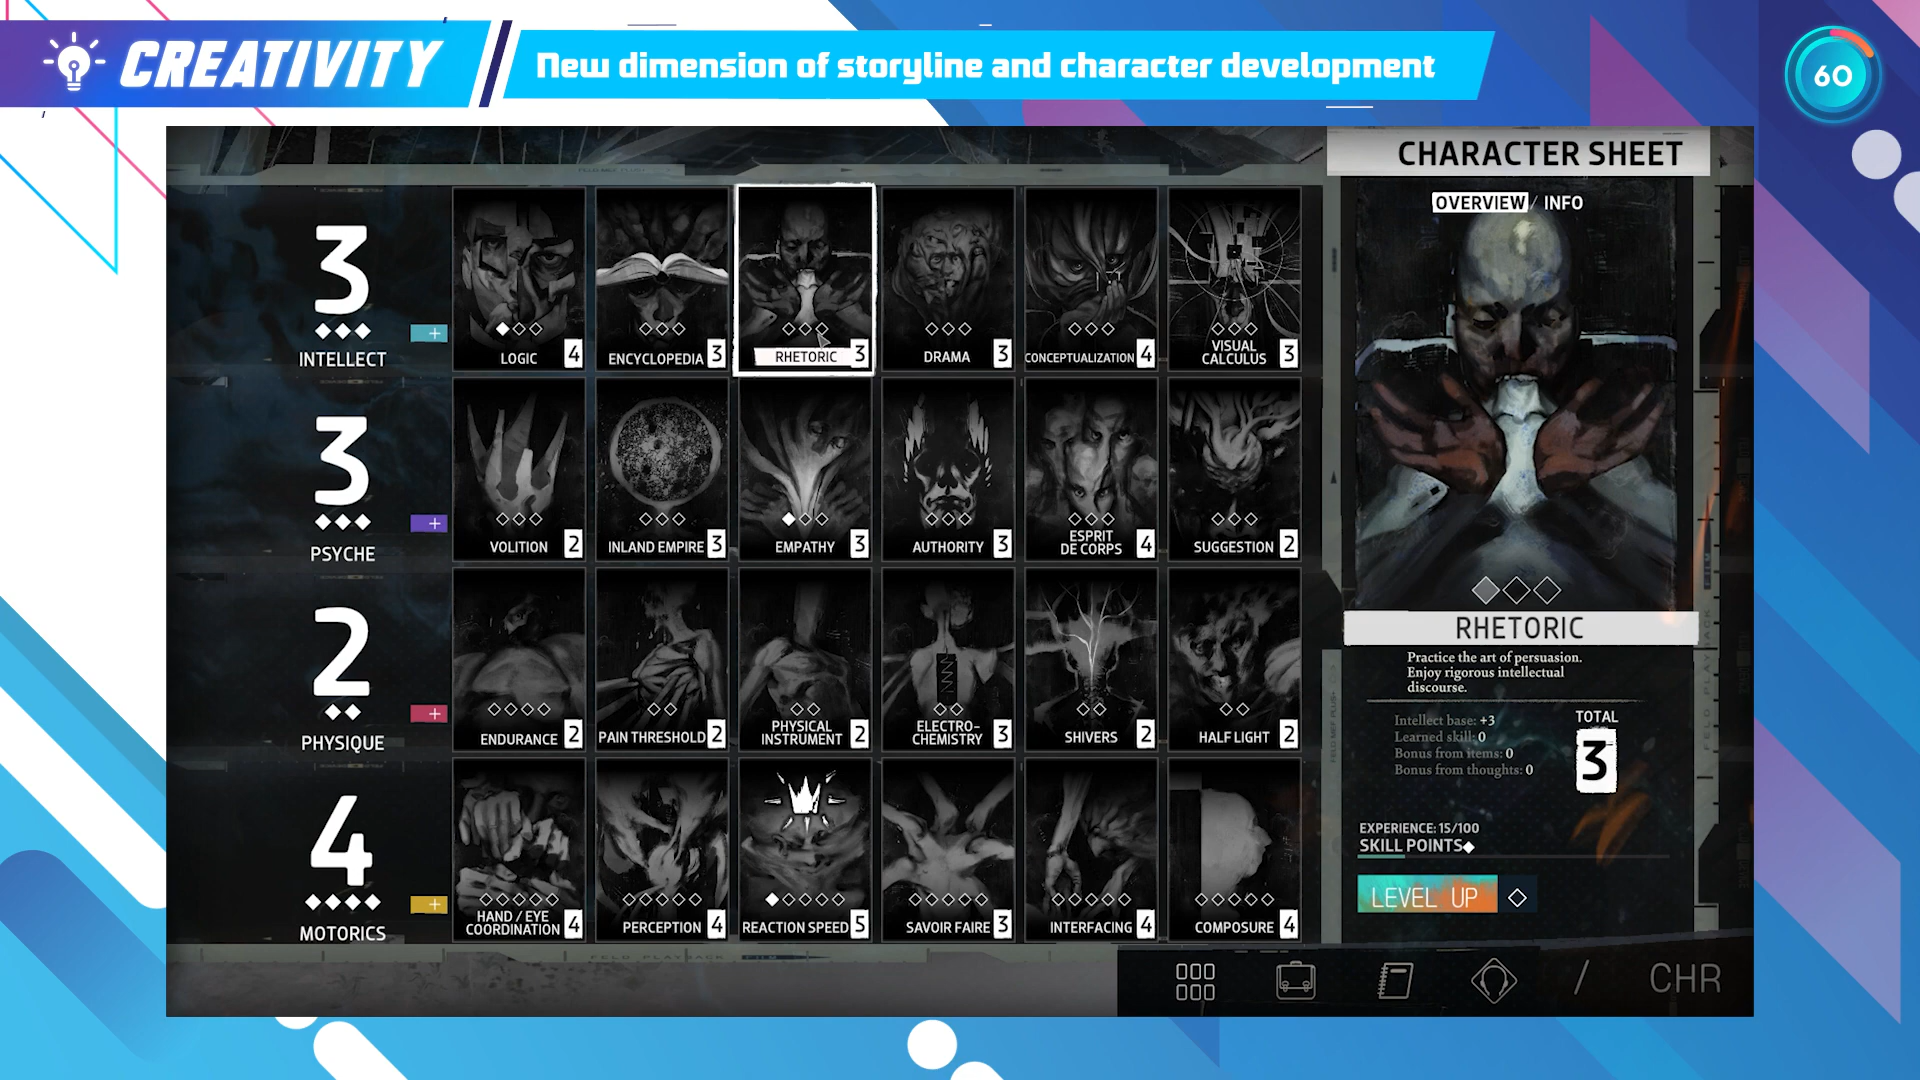 CREATIVITY
New dimension of storyline and character development
60
CHARACTER SHEET
OVERVIEW / INFO
3
INTELLECT
+
LOGIC 4
ENCYCLOPEDIA 3
RHETORIC 3
DRAMA 3
CONCEPTUALIZATION 4
VISUAL
CALCULUS 3
3
PSYCHE
+
VOLITION 2
INLAND EMPIRE 3
EMPATHY 3
AUTHORITY 3
ESPRIT
DE CORPS 4
SUGGESTION 2
2
PHYSIQUE
+
ENDURANCE 2
PAIN THRESHOLD 2
PHYSICAL
INSTRUMENT 2
ELECTRO-
CHEMISTRY 3
SHIVERS 2
HALF LIGHT 2
4
MOTORICS
+
HAND / EYE
COORDINATION 4
PERCEPTION 4
REACTION SPEED 5
SAVOIR FAIRE 3
INTERFACING 4
COMPOSURE 4
RHETORIC
Practice the art of persuasion.
Enjoy rigorous intellectual
discourse.
Intellect base: +3
Learned skill: 0
Bonus from items: 0
Bonus from thoughts: 0
TOTAL
3
EXPERIENCE: 15/100
SKILL POINTS
LEVEL UP
/ CHR